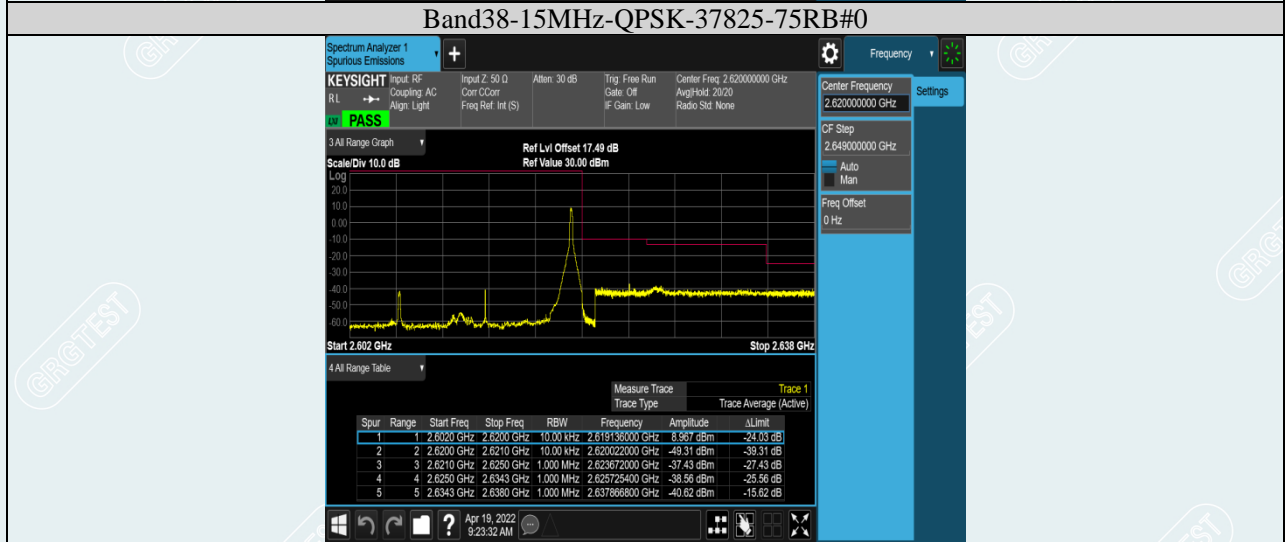 Band38-15MHz-QPSK-37825-75RB#0
Spectrum Analyzer 1
Spurious Emissions
+
Frequency
KEYSIGHT Input: RF Input Z: 50 Ω Atten: 30 dB Trig: Free Run Center Freq: 2.620000000 GHz
RL Coupling: AC Corr CCorr Gate: Off Avg|Hold: 20/20
Align: Light Freq Ref: Int (S) IF Gain: Low Radio Std: None
PASS
Center Frequency
2.620000000 GHz
Settings
CF Step
2.649000000 GHz
Auto
Man
Freq Offset
0 Hz
3 All Range Graph
Ref Lvl Offset 17.49 dB
Scale/Div 10.0 dB Ref Value 30.00 dBm
Log
20.0
10.0
0.00
-10.0
-20.0
-30.0
-40.0
-50.0
-60.0
Start 2.602 GHz Stop 2.638 GHz
4 All Range Table
Measure Trace Trace 1
Trace Type Trace Average (Active)
Spur Range Start Freq Stop Freq RBW Frequency Amplitude ΔLimit
1 1 2.6020 GHz 2.6200 GHz 10.00 kHz 2.619136000 GHz 8.967 dBm -24.03 dB
2 2 2.6200 GHz 2.6210 GHz 10.00 kHz 2.620022000 GHz -49.31 dBm -39.31 dB
3 3 2.6210 GHz 2.6250 GHz 1.000 MHz 2.623672000 GHz -37.43 dBm -27.43 dB
4 4 2.6250 GHz 2.6343 GHz 1.000 MHz 2.625725400 GHz -38.56 dBm -25.56 dB
5 5 2.6343 GHz 2.6380 GHz 1.000 MHz 2.637866800 GHz -40.62 dBm -15.62 dB
?
Apr 19, 2022
9:23:32 AM
GRGTEST
GRGTEST
GRGTEST